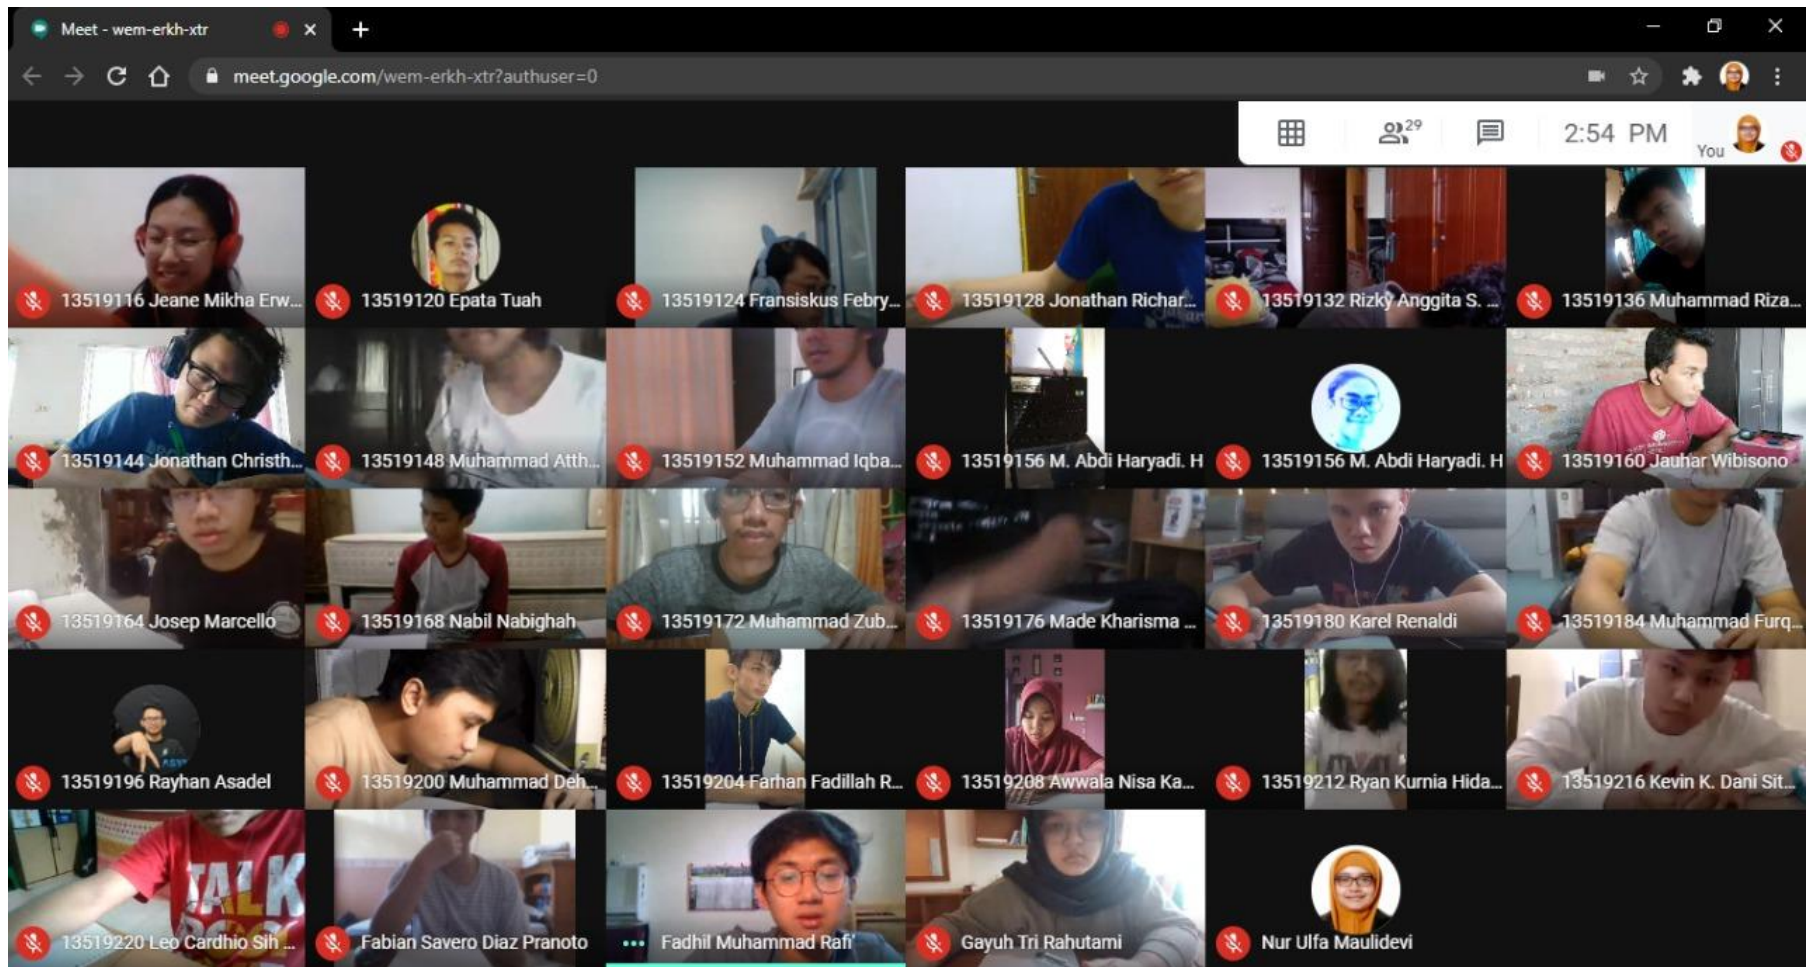 Meet - wem-erkh-xtr
meet.google.com/wem-erkh-xtr?authuser=0
29
2:54 PM
You
13519116 Jeane Mikha Erw...
13519120 Epata Tuah
13519124 Fransiskus Febry...
13519128 Jonathan Richar...
13519132 Rizky Anggita S. ...
13519136 Muhammad Riza...
13519144 Jonathan Christh...
13519148 Muhammad Atth...
13519152 Muhammad Iqba...
13519156 M. Abdi Haryadi. H
13519156 M. Abdi Haryadi. H
13519160 Jauhar Wibisono
13519164 Josep Marcello
13519168 Nabil Nabighah
13519172 Muhammad Zub...
13519176 Made Kharisma ...
13519180 Karel Renaldi
13519184 Muhammad Furq...
13519196 Rayhan Asadel
13519200 Muhammad Deh...
13519204 Farhan Fadillah R...
13519208 Awwala Nisa Ka...
13519212 Ryan Kurnia Hida...
13519216 Kevin K. Dani Sit...
TALK
13519220 Leo Cardhio Sih ...
Fabian Savero Diaz Pranoto
Fadhil Muhammad Rafi'
Gayuh Tri Rahutami
Nur Ulfa Maulidevi